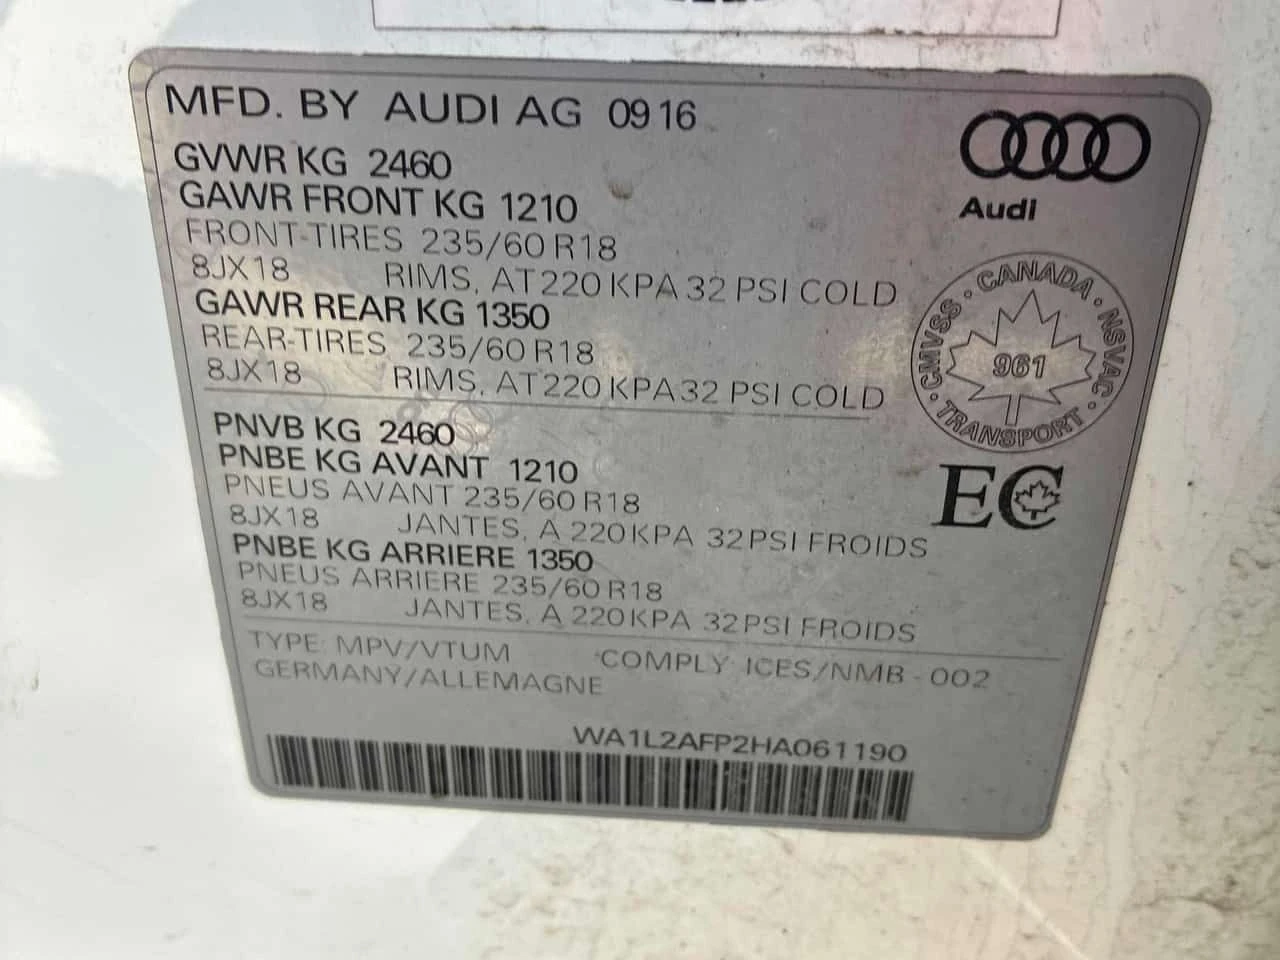 MFD. BY AUDI AG 09 16
GVWR KG 2460
GAWR FRONT KG 1210
FRONT-TIRES 235/60 R18
8JX18 RIMS, AT 220 KPA 32 PSI COLD
GAWR REAR KG 1350
REAR-TIRES 235/60 R18
8JX18 RIMS, AT 220 KPA 32 PSI COLD
Audi
CANADA · NSVAC · TRANSPORT · CMVSS ·
961
PNVB KG 2460
PNBE KG AVANT 1210
PNEUS AVANT 235/60 R18
8JX18 JANTES, A 220 KPA 32 PSI FROIDS
PNBE KG ARRIERE 1350
PNEUS ARRIERE 235/60 R18
8JX18 JANTES, A 220 KPA 32 PSI FROIDS
EC
TYPE: MPV/VTUM COMPLY ICES/NMB - 002
GERMANY/ALLEMAGNE
WA1L2AFP2HA061190